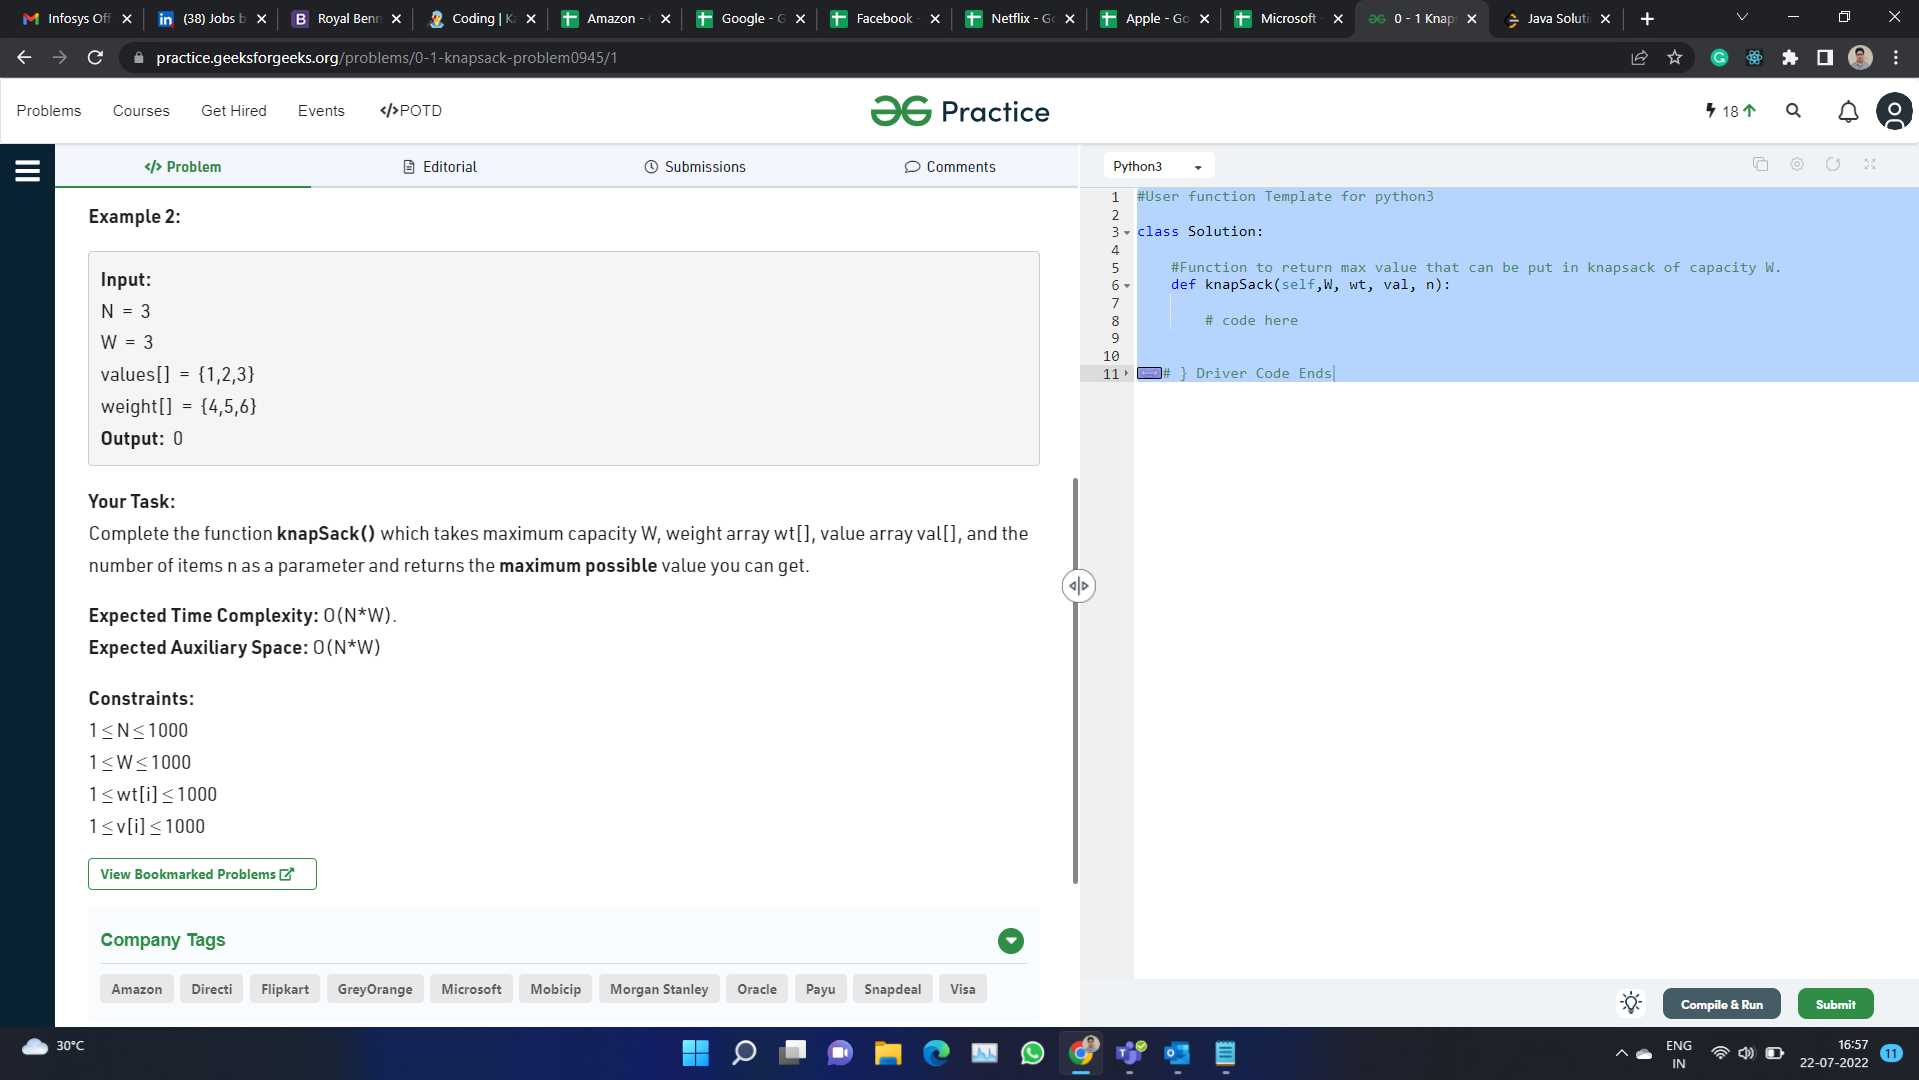 Infosys Off
(38) Jobs b
Royal Benn
Coding | K
Amazon -
Google - G
Facebook -
Netflix - Go
Apple - Go
Microsoft
0 - 1 Knap
Java Soluti
practice.geeksforgeeks.org/problems/0-1-knapsack-problem0945/1
Problems
Courses
Get Hired
Events
</>POTD
Practice
18
</> Problem
Editorial
Submissions
Comments
Python3
Example 2:
Input:
N = 3
W = 3
values[] = {1,2,3}
weight[] = {4,5,6}
Output: 0
Your Task:
Complete the function knapSack() which takes maximum capacity W, weight array wt[], value array val[], and the
number of items n as a parameter and returns the maximum possible value you can get.
Expected Time Complexity: O(N*W).
Expected Auxiliary Space: O(N*W)
Constraints:
1 ≤ N ≤ 1000
1 ≤ W ≤ 1000
1 ≤ wt[i] ≤ 1000
1 ≤ v[i] ≤ 1000
View Bookmarked Problems
Company Tags
Amazon
Directi
Flipkart
GreyOrange
Microsoft
Mobicip
Morgan Stanley
Oracle
Payu
Snapdeal
Visa
1 #User function Template for python3
2
3 class Solution:
4
5 #Function to return max value that can be put in knapsack of capacity W.
6 def knapSack(self,W, wt, val, n):
7
8 # code here
9
10
11 # } Driver Code Ends
Compile & Run
Submit
30°C
ENG
IN
16:57
22-07-2022
11